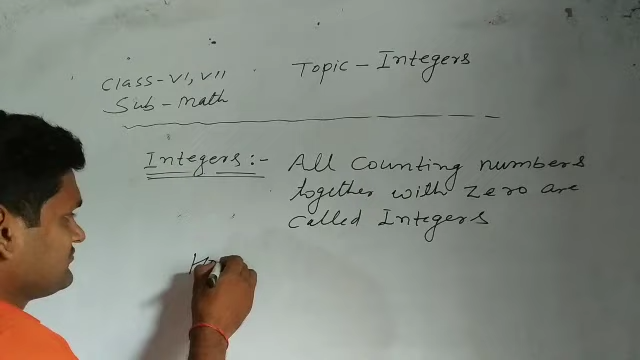 Class-VI, VII
Topic - Integers
Sub - math
Integers :- All Counting numbers
together with Zero are
called Integers